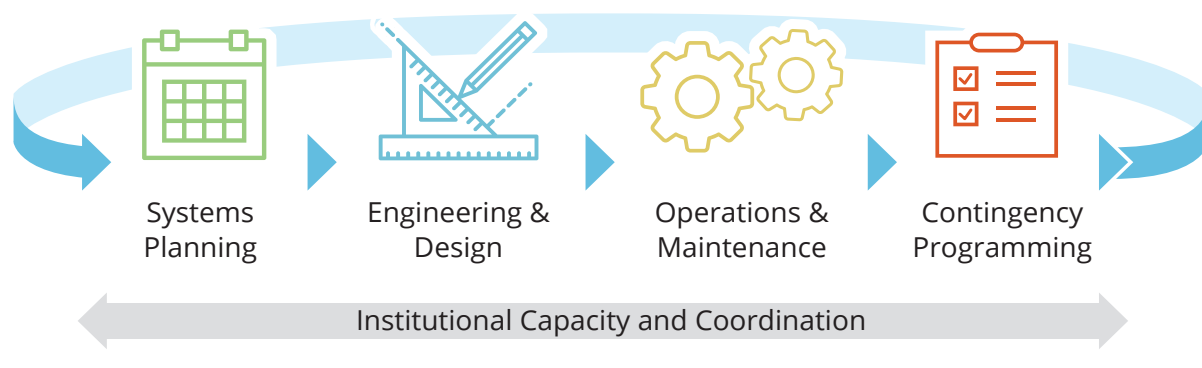 Systems
Planning
Engineering &
Design
Operations &
Maintenance
Contingency
Programming
Institutional Capacity and Coordination